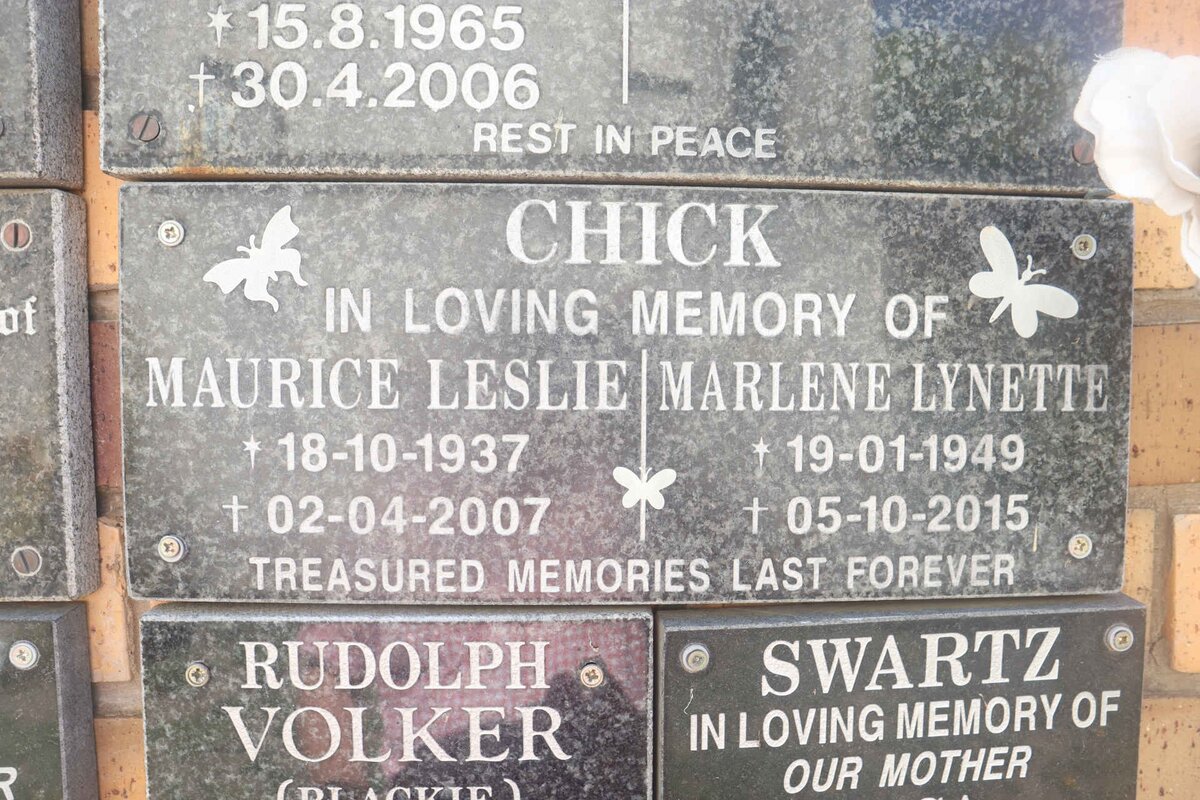 * 15.8.1965
† 30.4.2006
REST IN PEACE
of
CHICK
IN LOVING MEMORY OF
MAURICE LESLIE
* 18-10-1937
† 02-04-2007
MARLENE LYNETTE
* 19-01-1949
† 05-10-2015
TREASURED MEMORIES LAST FOREVER
RUDOLPH
VOLKER
(BLACKIE)
SWARTZ
IN LOVING MEMORY OF
OUR MOTHER